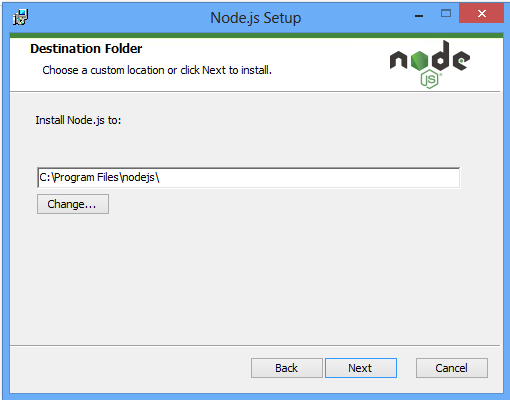 Node.js Setup
Destination Folder
Choose a custom location or click Next to install.
node
JS
Install Node.js to:
C:\Program Files\nodejs\
Change...
Back
Next
Cancel